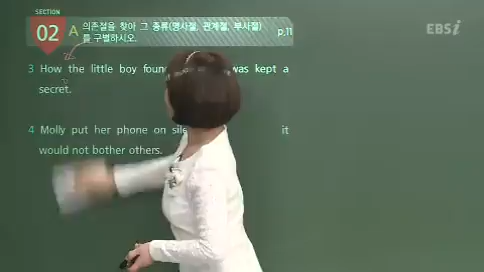 SECTION
02 A 의존절을 찾아 그 종류(명사절, 관계절, 부사절)
를 구별하시오. p.11
EBSi
3 How the little boy foun was kept a
secret.
4 Molly put her phone on sile it
would not bother others.